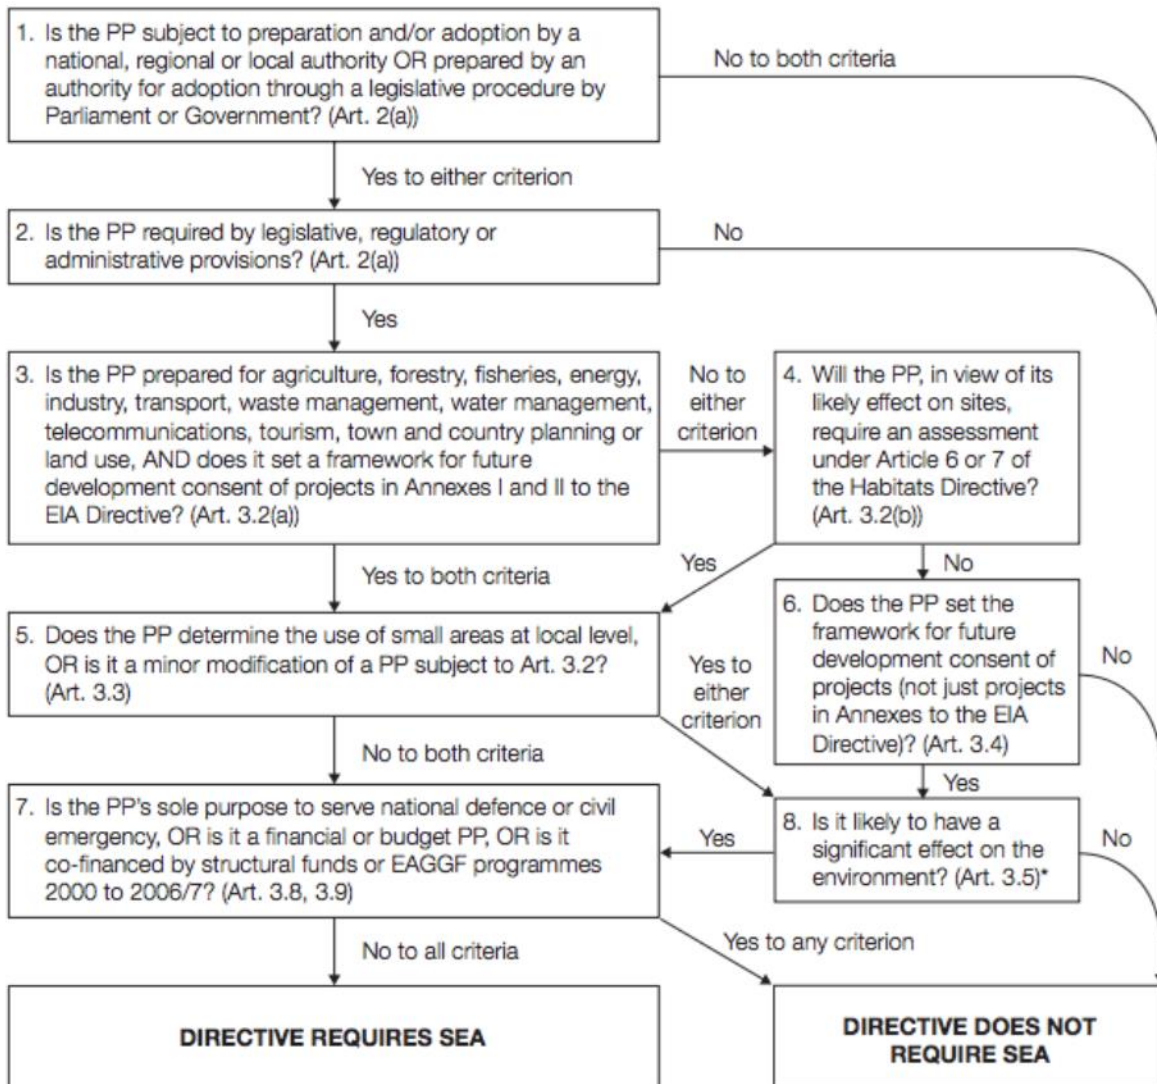 1. Is the PP subject to preparation and/or adoption by a
national, regional or local authority OR prepared by an
authority for adoption through a legislative procedure by
Parliament or Government? (Art. 2(a))
No to both criteria
Yes to either criterion
2. Is the PP required by legislative, regulatory or
administrative provisions? (Art. 2(a))
No
Yes
3. Is the PP prepared for agriculture, forestry, fisheries, energy,
industry, transport, waste management, water management,
telecommunications, tourism, town and country planning or
land use, AND does it set a framework for future
development consent of projects in Annexes I and II to the
EIA Directive? (Art. 3.2(a))
No to
either
criterion
4. Will the PP, in view of its
likely effect on sites,
require an assessment
under Article 6 or 7 of
the Habitats Directive?
(Art. 3.2(b))
Yes to both criteria
Yes
No
5. Does the PP determine the use of small areas at local level,
OR is it a minor modification of a PP subject to Art. 3.2?
(Art. 3.3)
Yes to
either
criterion
6. Does the PP set the
framework for future
development consent of
projects (not just projects
in Annexes to the EIA
Directive)? (Art. 3.4)
No
No to both criteria
Yes
7. Is the PP's sole purpose to serve national defence or civil
emergency, OR is it a financial or budget PP, OR is it
co-financed by structural funds or EAGGF programmes
2000 to 2006/7? (Art. 3.8, 3.9)
Yes
8. Is it likely to have a
significant effect on the
environment? (Art. 3.5)*
No
No to all criteria
Yes to any criterion
DIRECTIVE REQUIRES SEA
DIRECTIVE DOES NOT
REQUIRE SEA